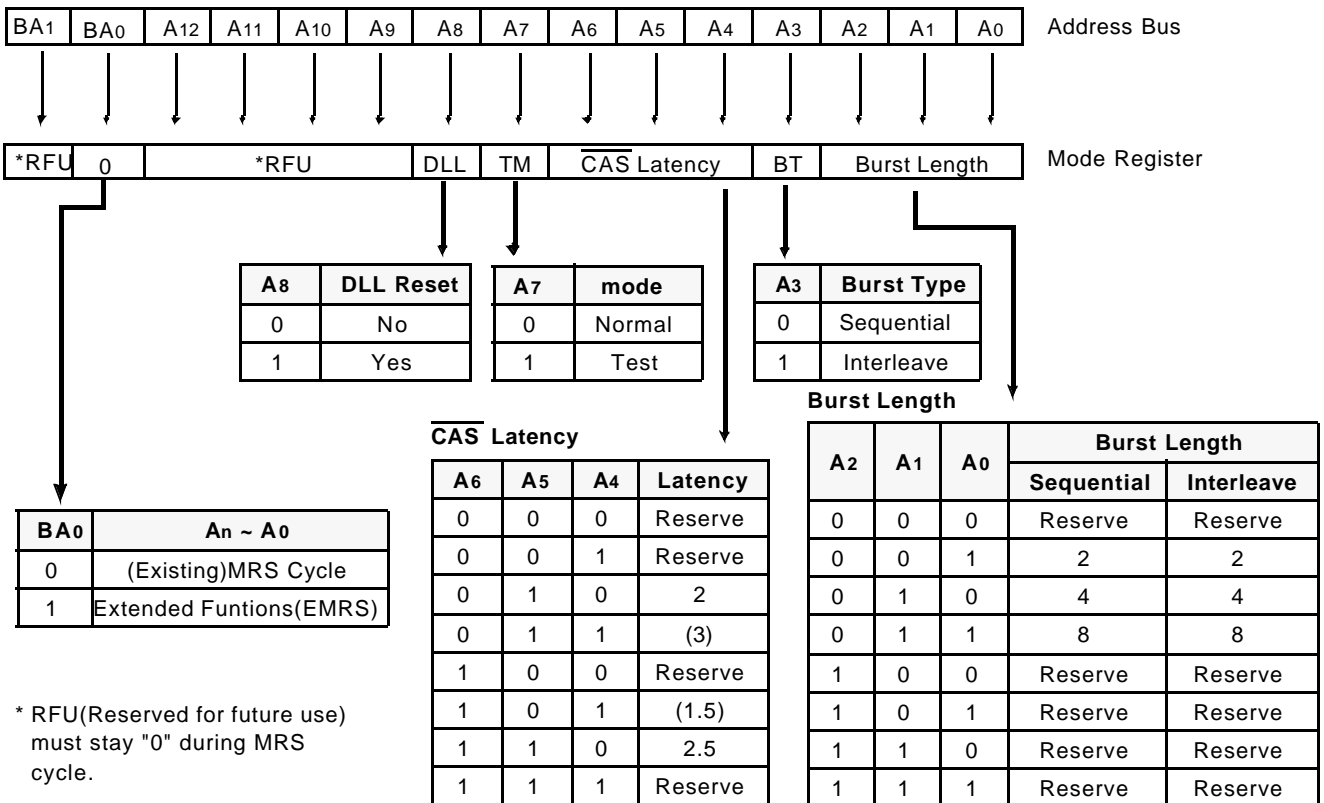 BA1 BA0 A12 A11 A10 A9 A8 A7 A6 A5 A4 A3 A2 A1 A0 Address Bus
*RFU 0 *RFU DLL TM CAS Latency BT Burst Length Mode Register
A8 DLL Reset
0 No
1 Yes
A7 mode
0 Normal
1 Test
A3 Burst Type
0 Sequential
1 Interleave
BA0 An ~ A0
0 (Existing)MRS Cycle
1 Extended Funtions(EMRS)
* RFU(Reserved for future use)
must stay "0" during MRS
cycle.
CAS Latency
A6 A5 A4 Latency
0 0 0 Reserve
0 0 1 Reserve
0 1 0 2
0 1 1 (3)
1 0 0 Reserve
1 0 1 (1.5)
1 1 0 2.5
1 1 1 Reserve
Burst Length
A2 A1 A0 Burst Length
Sequential Interleave
0 0 0 Reserve Reserve
0 0 1 2 2
0 1 0 4 4
0 1 1 8 8
1 0 0 Reserve Reserve
1 0 1 Reserve Reserve
1 1 0 Reserve Reserve
1 1 1 Reserve Reserve